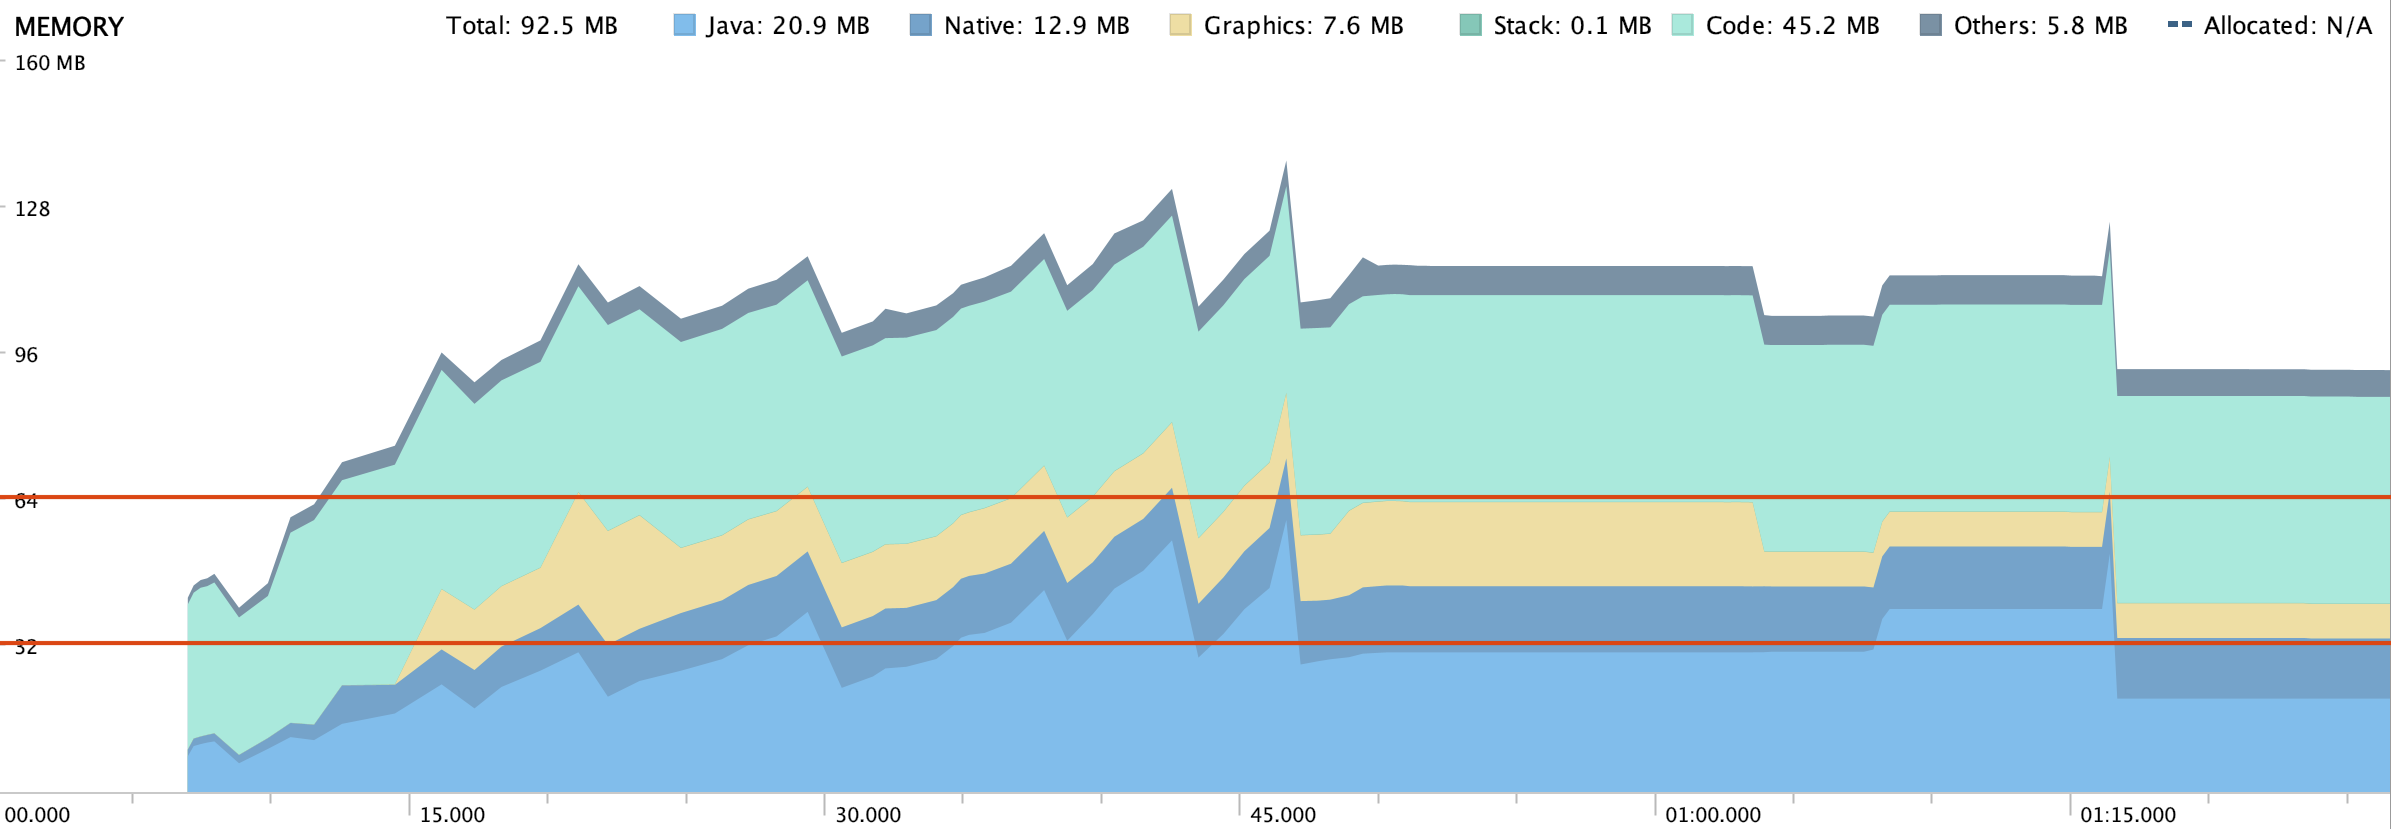 MEMORY Total: 92.5 MB Java: 20.9 MB Native: 12.9 MB Graphics: 7.6 MB Stack: 0.1 MB Code: 45.2 MB Others: 5.8 MB Allocated: N/A
160 MB
128
96
64
32
00.000 15.000 30.000 45.000 01:00.000 01:15.000